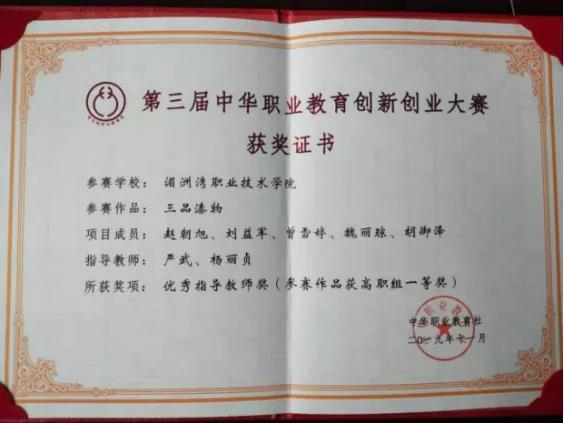 第三届中华职业教育创新创业大赛
获奖证书
参赛学校：湄洲湾职业技术学院
参赛作品：三品漆物
项目成员：赵朝旭、刘益军、曾雪婷、魏丽琼、胡御泽
指导教师：严武、杨丽贞
所获奖项：优秀指导教师奖（参赛作品获高职组一等奖）
中华职业教育社
二〇一九年十一月